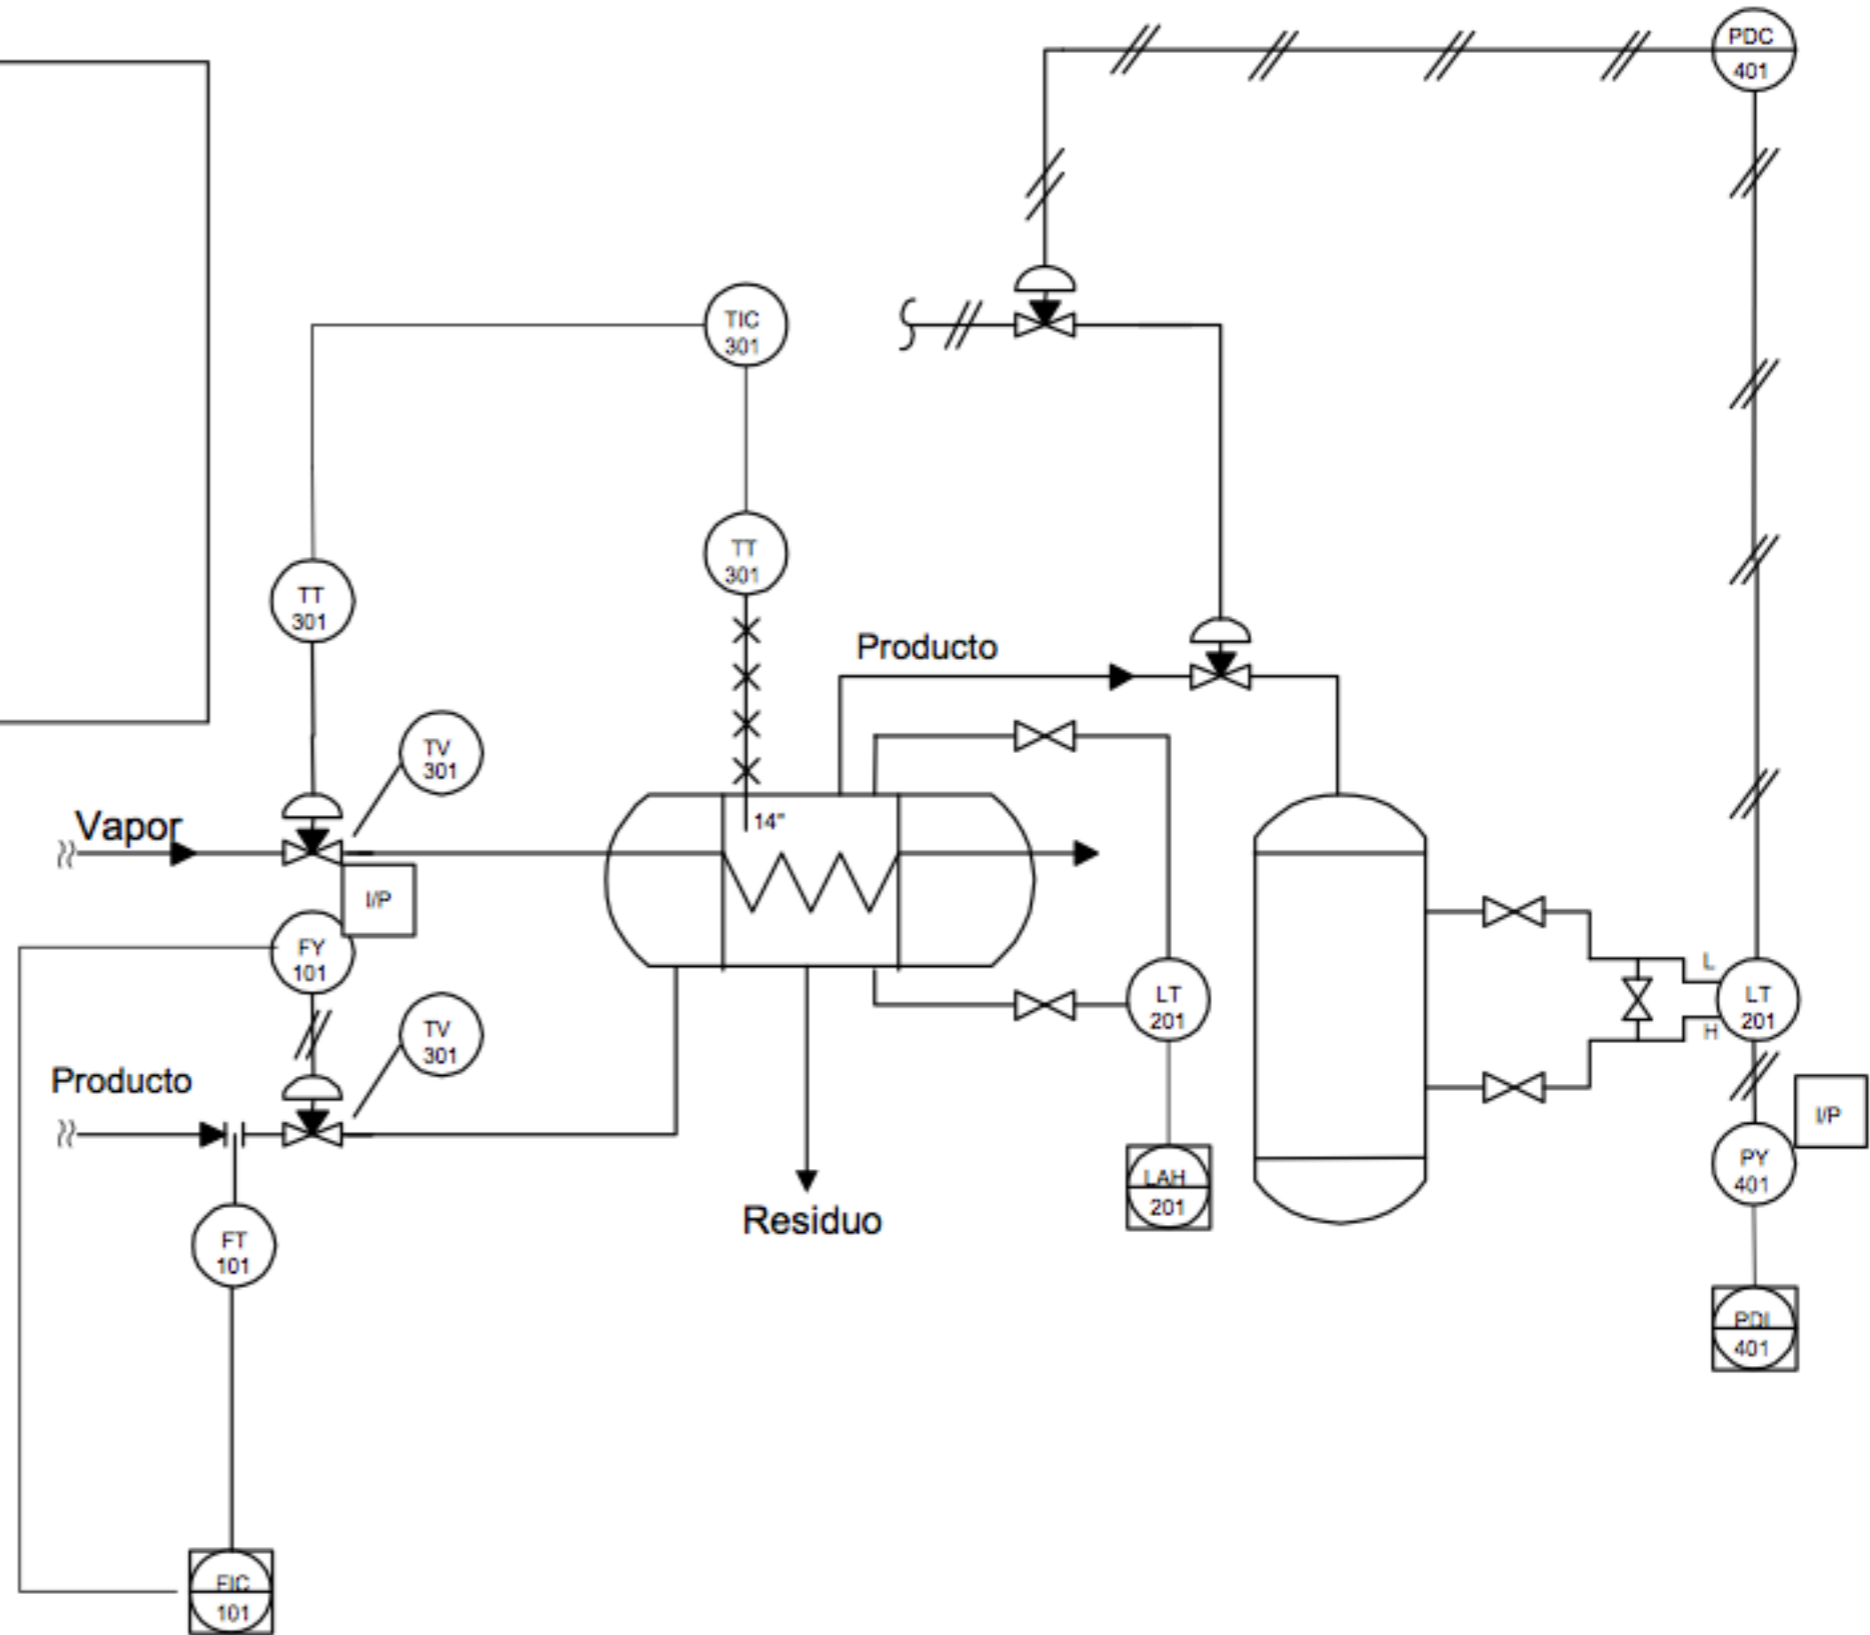 PDC
401
TIC
301
TT
301
TT
301
Producto
TV
301
14"
Vapor
I/P
FY
101
L
LT
201
LT
201
H
TV
301
Producto
I/P
PY
401
LAH
201
Residuo
FT
101
PDI
401
FIC
101